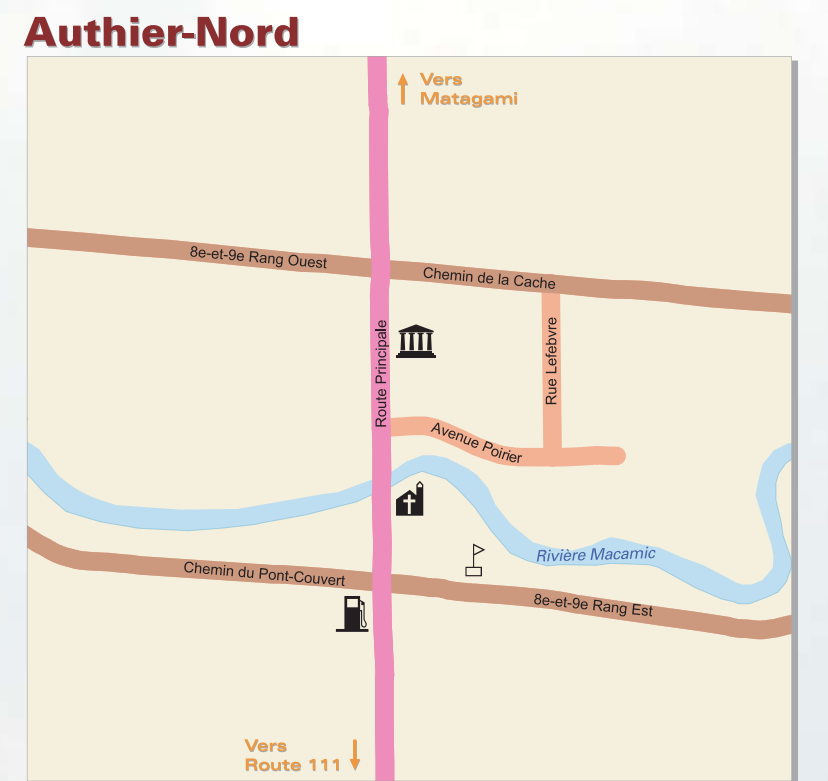 Authier-Nord
Vers
Matagami
8e-et-9e Rang Ouest
Chemin de la Cache
Route Principale
Rue Lefebvre
Avenue Poirier
Rivière Macamic
Chemin du Pont-Couvert
8e-et-9e Rang Est
Vers
Route 111